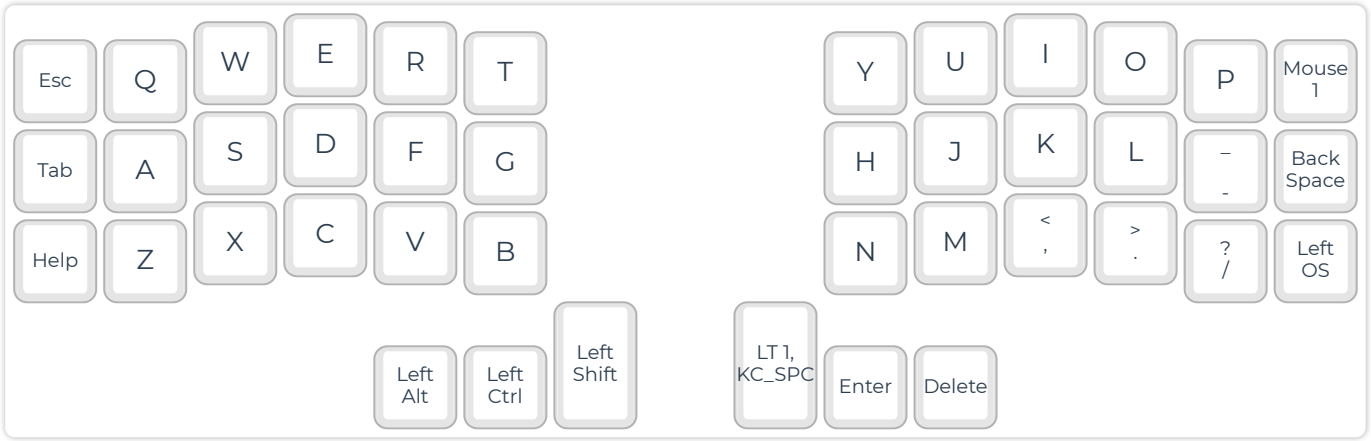 Esc Q W E R T Y U I O P Mouse
1
Tab A S D F G H J K L _
- Back
Space
Help Z X C V B N M <
, >
. ?
/ Left
OS
Left
Alt
Left
Ctrl
Left
Shift
LT 1,
KC_SPC
Enter
Delete